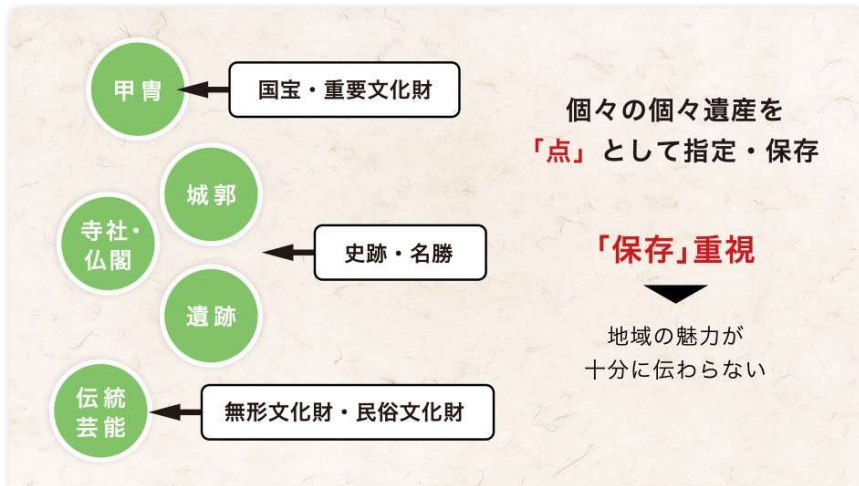 甲冑
国宝・重要文化財
城郭
寺社・
仏閣
史跡・名勝
遺跡
伝統
芸能
無形文化財・民俗文化財
個々の個々遺産を
「点」として指定・保存
「保存」重視
地域の魅力が
十分に伝わらない